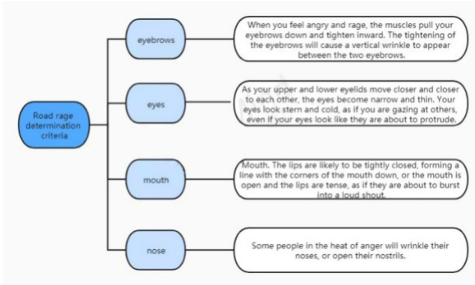 Road rage
determination
criteria
eyebrows
When you feel angry and rage, the muscles pull your
eyebrows down and tighten inward. The tightening of
the eyebrows will cause a vertical wrinkle to appear
between the two eyebrows.
eyes
As your upper and lower eyelids move closer and closer
to each other, the eyes become narrow and thin. Your
eyes look stern and cold, as if you are gazing at others,
even if your eyes look like they are about to protrude.
mouth
Mouth. The lips are likely to be tightly closed, forming a
line with the corners of the mouth down, or the mouth is
open and the lips are tense, as if they are about to burst
into a loud shout.
nose
Some people in the heat of anger will wrinkle their
noses, or open their nostrils.